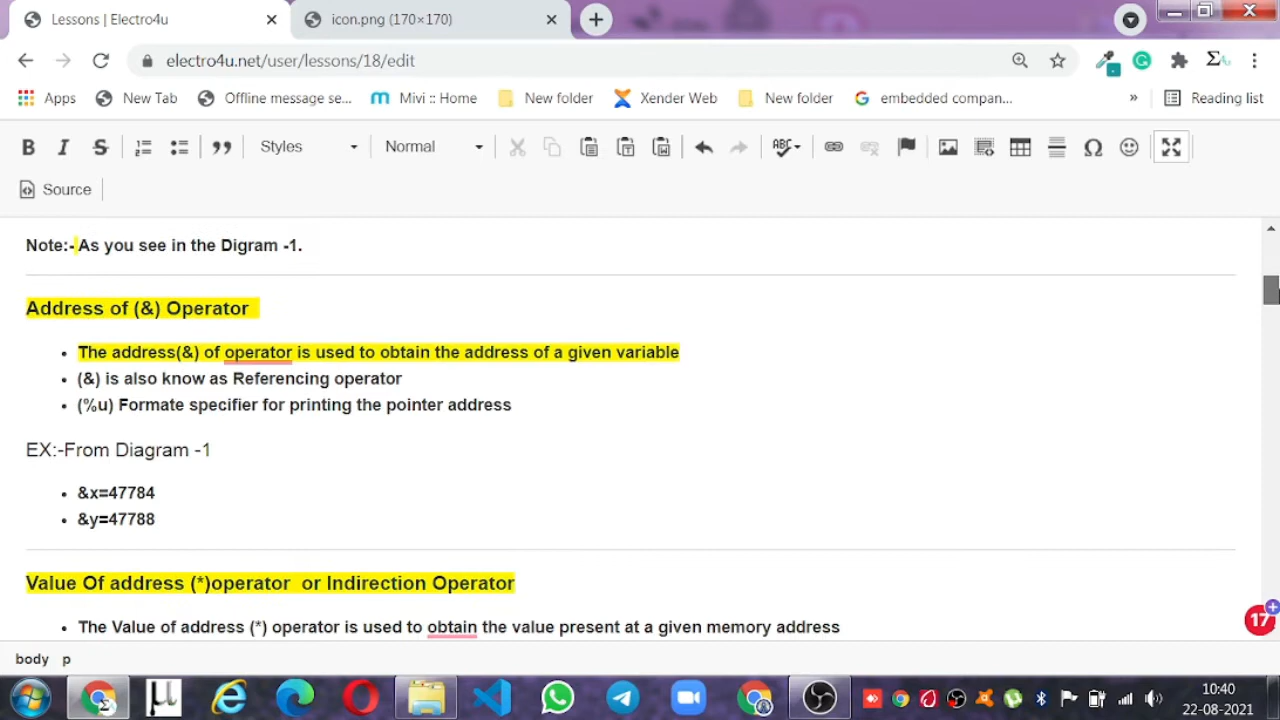 Lessons | Electro4u
icon.png (170×170)
electro4u.net/user/lessons/18/edit
Apps New Tab Offline message se... Mivi :: Home New folder Xender Web New folder embedded compan... » Reading list
B I S Styles Normal ABC Ω
Source
Note:- As you see in the Digram -1.
Address of (&) Operator
• The address(&) of operator is used to obtain the address of a given variable
• (&) is also know as Referencing operator
• (%u) Formate specifier for printing the pointer address
EX:-From Diagram -1
• &x=47784
• &y=47788
Value Of address (*)operator or Indirection Operator
• The Value of address (*) operator is used to obtain the value present at a given memory address
17
body p
10:40
22-08-2021